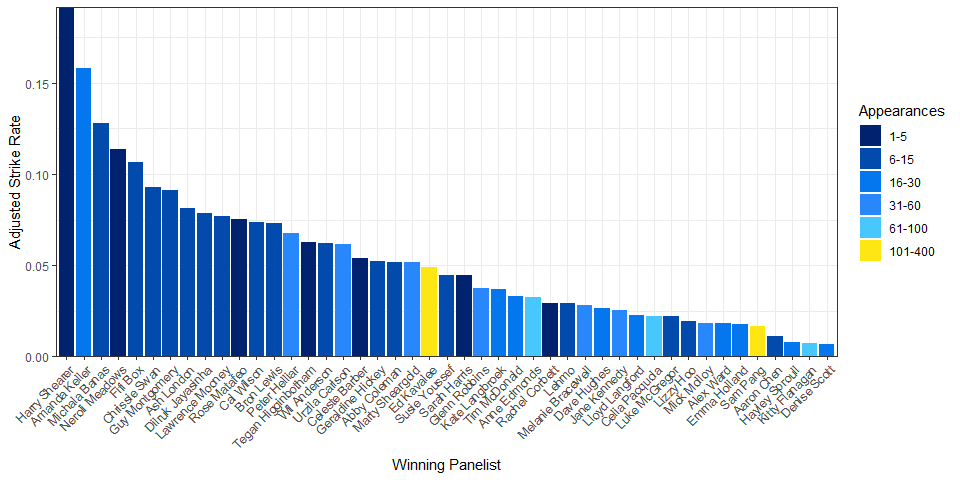 Adjusted Strike Rate
0.15
0.10
0.05
0.00
Harry Shearer
Amanda Keller
Michala Banas
Neroli Meadows
Fifi Box
Chrissie Swan
Guy Montgomery
Ash London
Dilruk Jayasinha
Lawrence Mooney
Rose Matafeo
Cal Wilson
Bron Lewis
Peter Helliar
Tegan Higginbotham
Wil Anderson
Urzila Carlson
Celeste Barber
Geraldine Hickey
Abby Coleman
Marty Sheargold
Ed Kavalee
Susie Youssef
Sarah Harris
Glenn Robbins
Kate Langbroek
Tim McDonald
Anne Edmonds
Rachel Corbett
Lehmo
Melanie Bracewell
Dave Hughes
Jane Kennedy
Lloyd Langford
Celia Pacquola
Luke McGregor
Lizzy Hoo
Mick Molloy
Alex Ward
Emma Holland
Sam Pang
Aaron Chen
Hayley Sproull
Kitty Flanagan
Denise Scott
Winning Panelist
Appearances
1-5
6-15
16-30
31-60
61-100
101-400